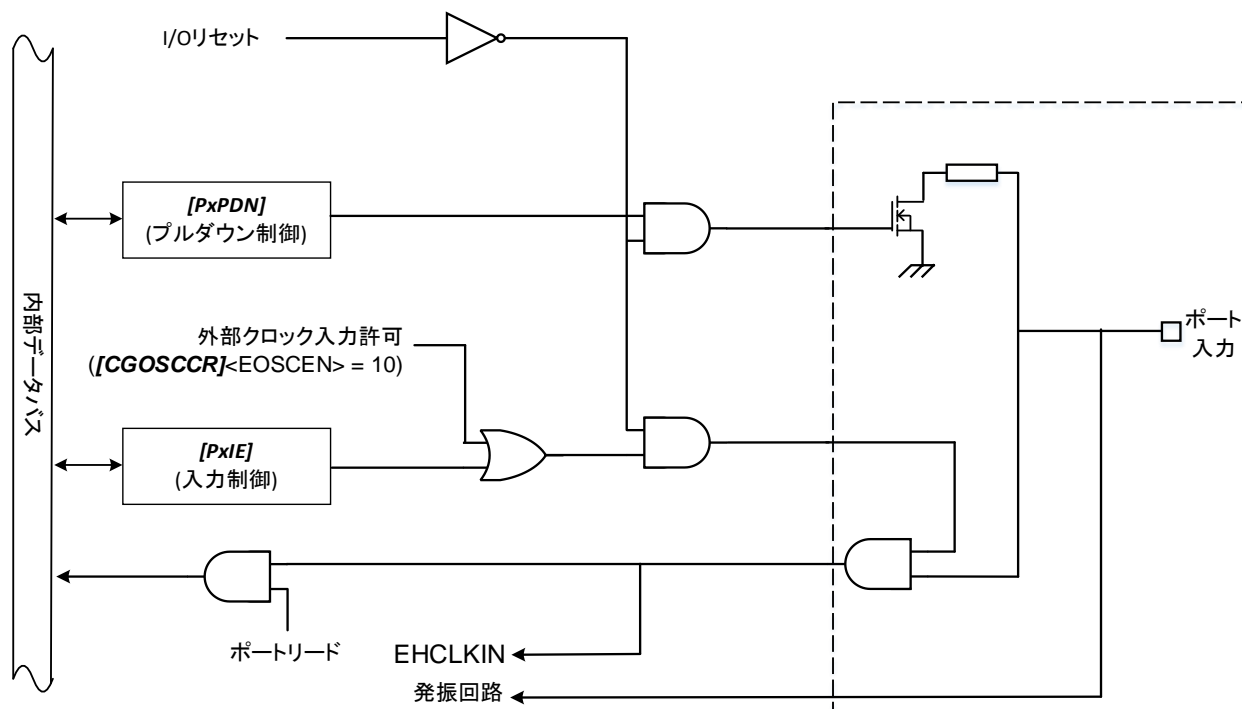 I/Oリセット
[PxPDN]
(プルダウン制御)
内部データバス
外部クロック入力許可
([CGOSCCR]<EOSCEN> = 10)
ポート
入力
[PxIE]
(入力制御)
ポートリード
EHCLKIN
発振回路